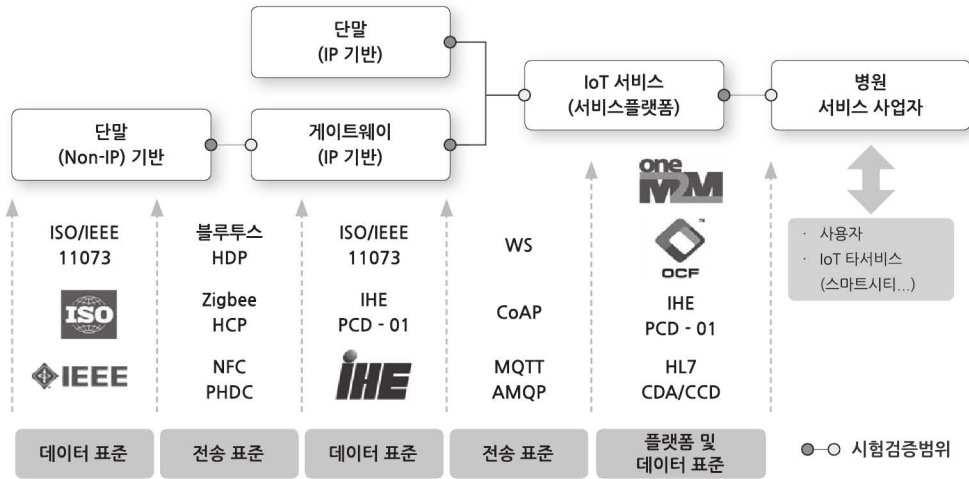 단말
(IP 기반)
IoT 서비스
(서비스플랫폼)
병원
서비스 사업자
단말
(Non-IP) 기반
게이트웨이
(IP 기반)
ISO/IEEE
11073
ISO
IEEE
블루투스
HDP
Zigbee
HCP
NFC
PHDC
ISO/IEEE
11073
IHE
PCD - 01
IHE
WS
CoAP
MQTT
AMQP
one
M2M
OCF
TM
IHE
PCD - 01
HL7
CDA/CCD
· 사용자
· IoT 타서비스
(스마트시티...)
데이터 표준
전송 표준
데이터 표준
전송 표준
플랫폼 및
데이터 표준
시험검증범위